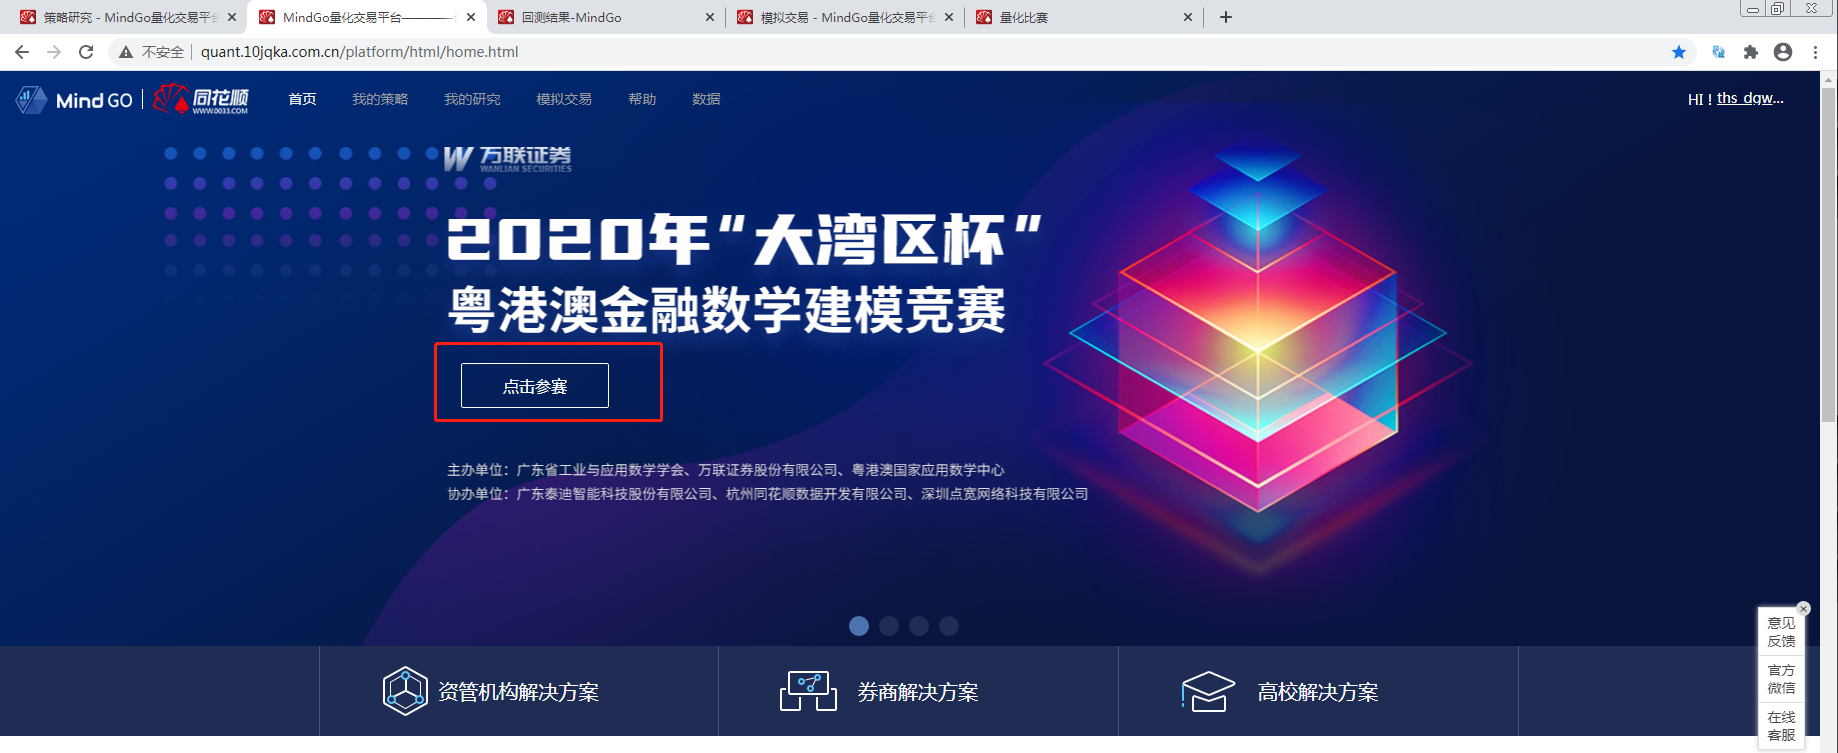 策略研究 - MindGo量化交易平台
MindGo量化交易平台————
回测结果-MindGo
模拟交易 - MindGo量化交易平
量化比赛
不安全
quant.10jqka.com.cn/platform/html/home.html
Mind GO
同花顺
WWW.0033.COM
首页
我的策略
我的研究
模拟交易
帮助
数据
HI ! ths_dgw...
万联证券
WANLIAN SECURITIES
2020年“大湾区杯”
粤港澳金融数学建模竞赛
点击参赛
主办单位：广东省工业与应用数学学会、万联证券股份有限公司、粤港澳国家应用数学中心
协办单位：广东泰迪智能科技股份有限公司、杭州同花顺数据开发有限公司、深圳点宽网络科技有限公司
资管机构解决方案
券商解决方案
高校解决方案
意见
反馈
官方
微信
在线
客服